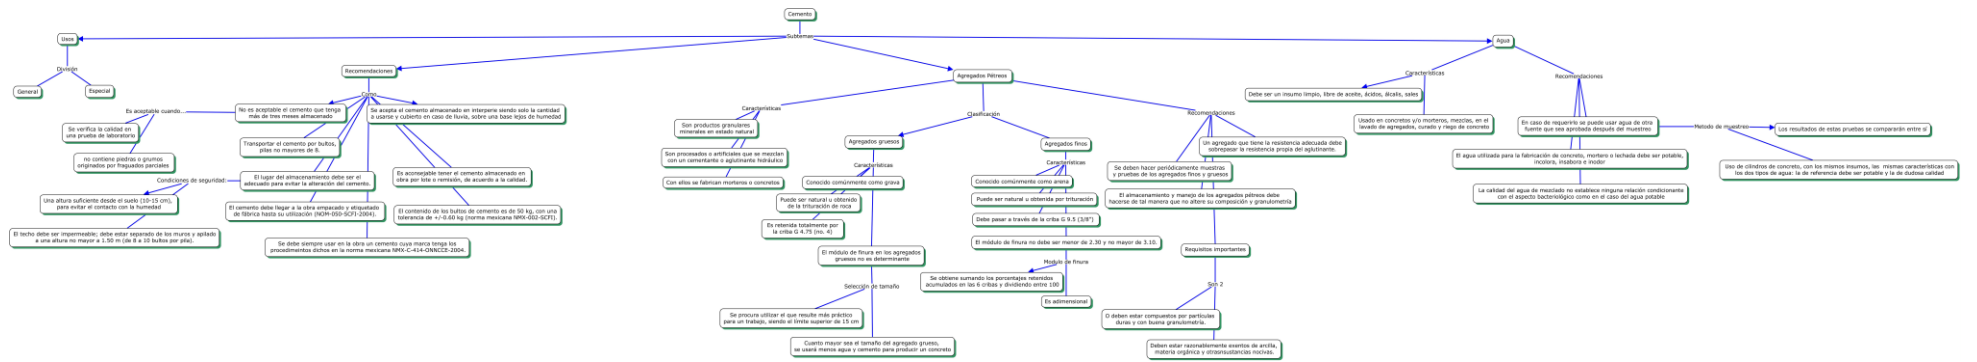 Cemento
Subtemas
Usos
División
General
Especial
Recomendaciones
Como...
Es aceptable cuando...
Se verifica la calidad en
una prueba de laboratorio
no contiene piedras o grumos
originados por fraguados parciales
No es aceptable el cemento que tenga
más de tres meses almacenado
Se acepta el cemento almacenado en interperie siendo solo la cantidad
a usarse y cubierto en caso de lluvia, sobre una base lejos de humedad
Transportar el cemento por bultos,
pilas no mayores de 8.
El lugar del almacenamiento debe ser el
adecuado para evitar la alteración del cemento.
Condiciones de seguridad:
Una altura suficiente desde el suelo (10-15 cm),
para evitar el contacto con la humedad
El techo debe ser impermeable; debe estar separado de los muros y apilado
a una altura no mayor a 1.50 m (de 8 a 10 bultos por pila).
Es aconsejable tener el cemento almacenado en
obra por lote o remisión, de acuerdo a la calidad.
El cemento debe llegar a la obra empacado y etiquetado
de fábrica hasta su utilización (NOM-050-SCFI-2004).
El contenido de los bultos de cemento es de 50 kg, con una
tolerancia de +/-0.60 kg (norma mexicana NMX-002-SCFI).
Se debe siempre usar en la obra un cemento cuya marca tenga los
procedimientos dichos en la norma mexicana NMX-C-414-ONNCCE-2004.
Agregados Pétreos
Características
Son productos granulares
minerales en estado natural
Son procesados o artificiales que se mezclan
con un cementante o aglutinante hidráulico
Con ellos se fabrican morteros o concretos
Clasificación
Agregados gruesos
Características
Conocido comúnmente como grava
Puede ser natural u obtenido
de la trituración de roca
Es retenida totalmente por
la criba G 4.75 (no. 4)
El módulo de finura en los agregados
gruesos no es determinante
Selección de tamaño
Se procura utilizar el que resulte más práctico
para un trabajo, siendo el límite superior de 15 cm
Cuanto mayor sea el tamaño del agregado grueso,
se usará menos agua y cemento para producir un concreto
Agregados finos
Características
Conocido comúnmente como arena
Puede ser natural u obtenida por trituración
Debe pasar a través de la criba G 9.5 (3/8")
El módulo de finura no debe ser menor de 2.30 y no mayor de 3.10.
Modulo de finura
Se obtiene sumando los porcentajes retenidos
acumulados en las 6 cribas y dividiendo entre 100
Es adimensional
Recomendaciones
Un agregado que tiene la resistencia adecuada debe
sobrepasar la resistencia propia del aglutinante.
Se deben hacer periódicamente ensayes
y pruebas de los agregados finos y gruesos
El almacenamiento y manejo de los agregados pétreos debe
hacerse de tal manera que no altere su composición y granulometría
Requisitos importantes
Son 2
O deben estar compuestos por partículas
duras y con buena granulometría.
Deben estar razonablemente exentos de arcilla,
materia orgánica y otrasnsustancias nocivas.
Agua
Características
Debe ser un insumo limpio, libre de aceite, ácidos, álcalis, sales
Usado en concretos y/o morteros, mezclas, en el
lavado de agregados, curado y riego de concreto
Recomendaciones
En caso de requerirlo se puede usar agua de otra
fuente que sea aprobada después del muestreo
Metodo de muestreo:
Los resultados de estas pruebas se compararán entre sí
Uso de cilindros de concreto, con los mismos insumos, las mismas características con
los dos tipos de agua: la de referencia debe ser potable y la de dudosa calidad
El agua utilizada para la fabricación de concreto, mortero o lechada debe ser potable,
incolora, insabora e inodor
La calidad del agua de mezclado no establece ninguna relación condicionante
con el aspecto bacteriológico como en el caso del agua potable